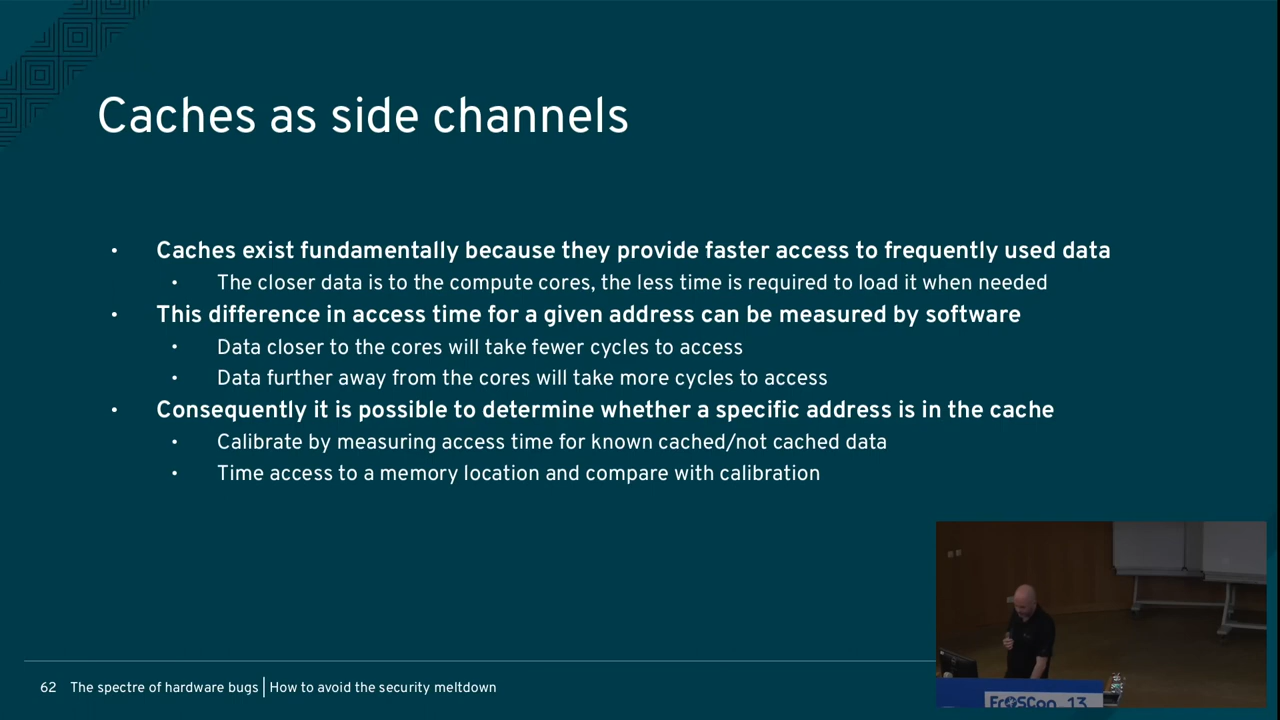 Caches as side channels
• Caches exist fundamentally because they provide faster access to frequently used data
• The closer data is to the compute cores, the less time is required to load it when needed
• This difference in access time for a given address can be measured by software
• Data closer to the cores will take fewer cycles to access
• Data further away from the cores will take more cycles to access
• Consequently it is possible to determine whether a specific address is in the cache
• Calibrate by measuring access time for known cached/not cached data
• Time access to a memory location and compare with calibration
62 The spectre of hardware bugs | How to avoid the security meltdown
FrOSCon 13